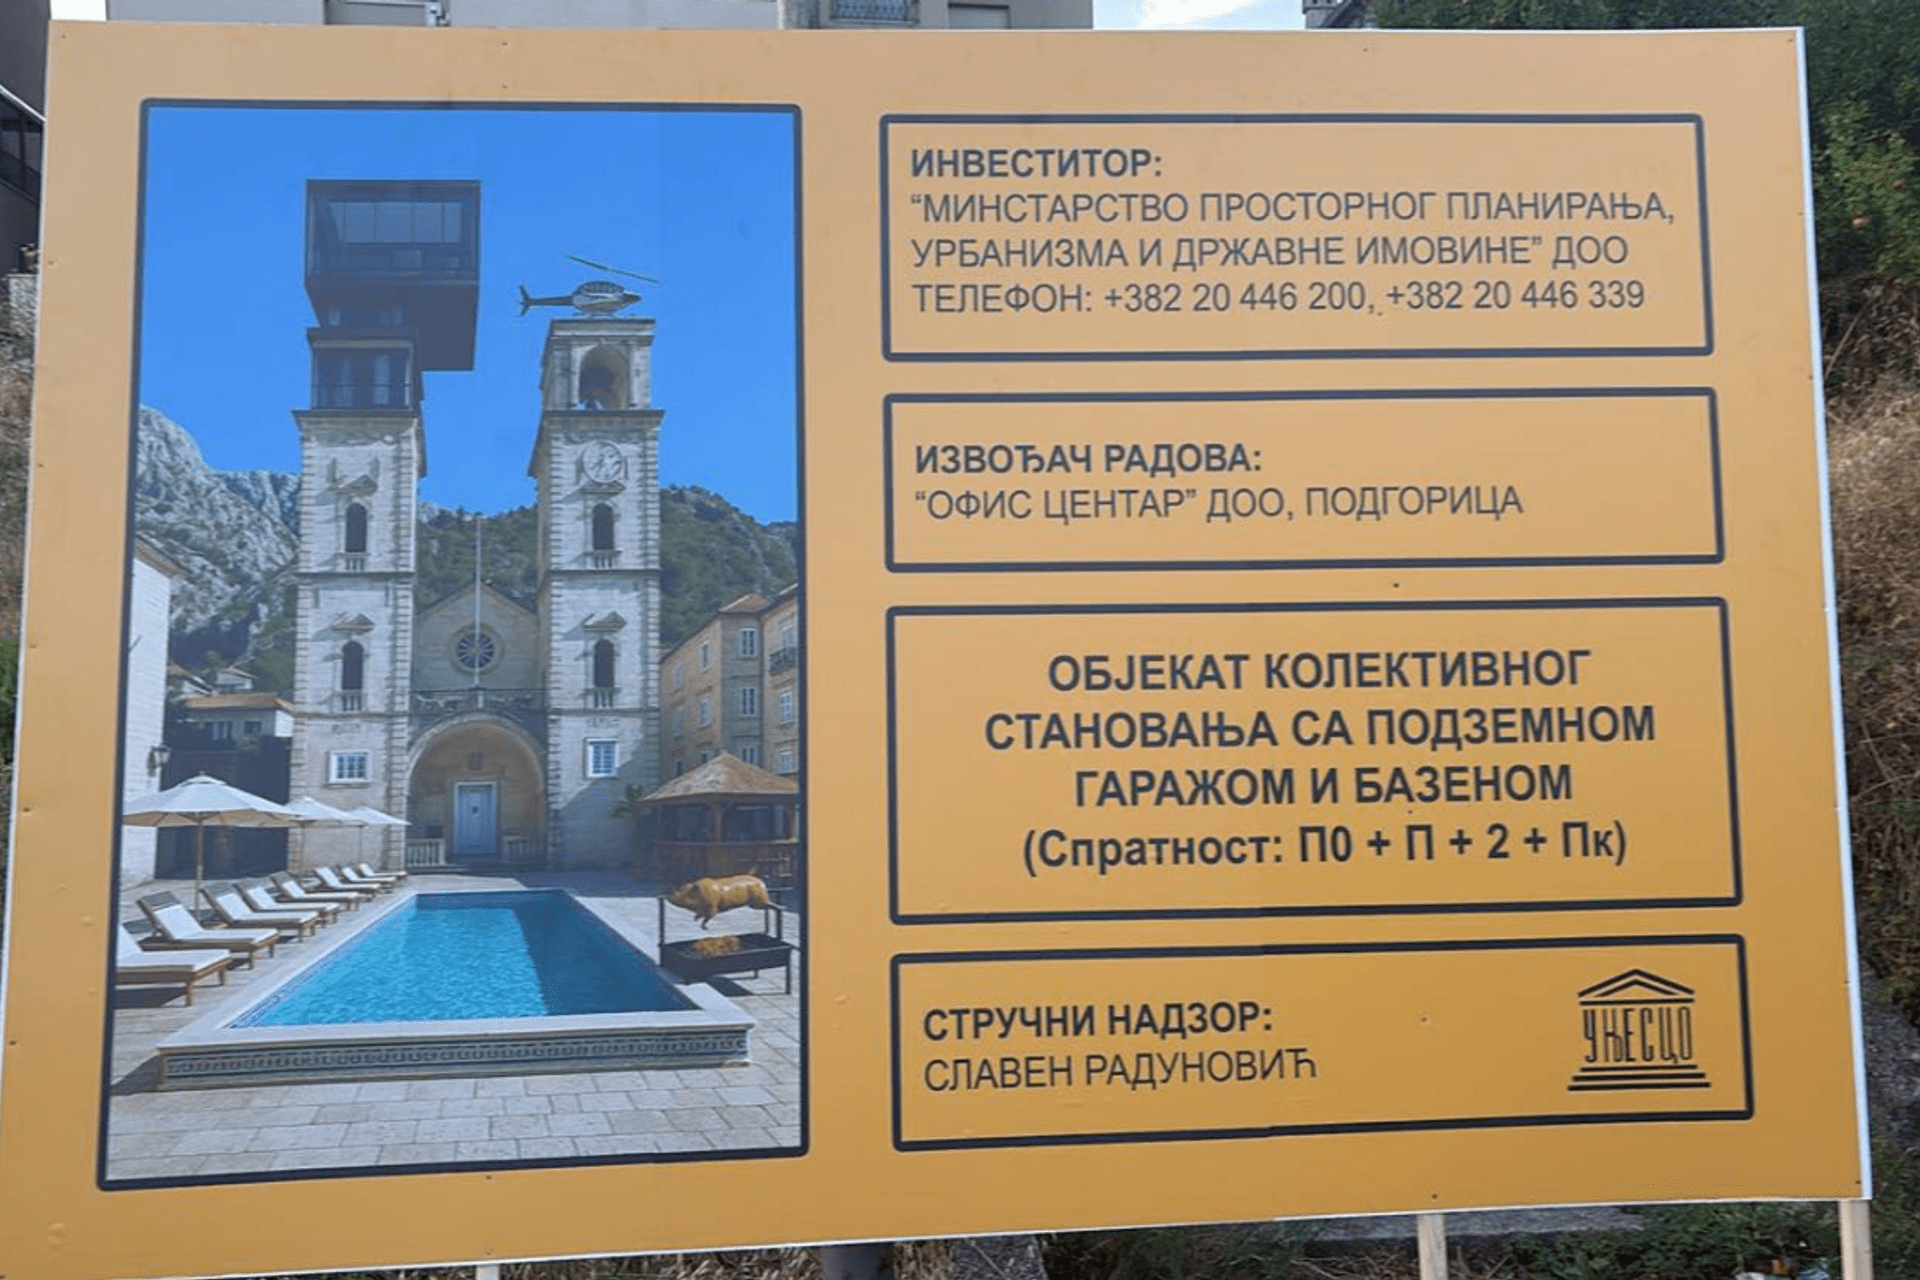 ИНВЕСТИТОР:
“МИНСТАРСТВО ПРОСТОРНОГ ПЛАНИРАЊА,
УРБАНИЗМА И ДРЖАВНЕ ИМОВИНЕ” ДОО
ТЕЛЕФОН: +382 20 446 200, +382 20 446 339
ИЗВОЂАЧ РАДОВА:
“ОФИС ЦЕНТАР” ДОО, ПОДГОРИЦА
ОБЈЕКАТ КОЛЕКТИВНОГ
СТАНОВАЊА СА ПОДЗЕМНОМ
ГАРАЖОМ И БАЗЕНОМ
(Спратност: П0 + П + 2 + Пк)
СТРУЧНИ НАДЗОР:
СЛАВЕН РАДУНОВИЋ
УЊЕСЦО